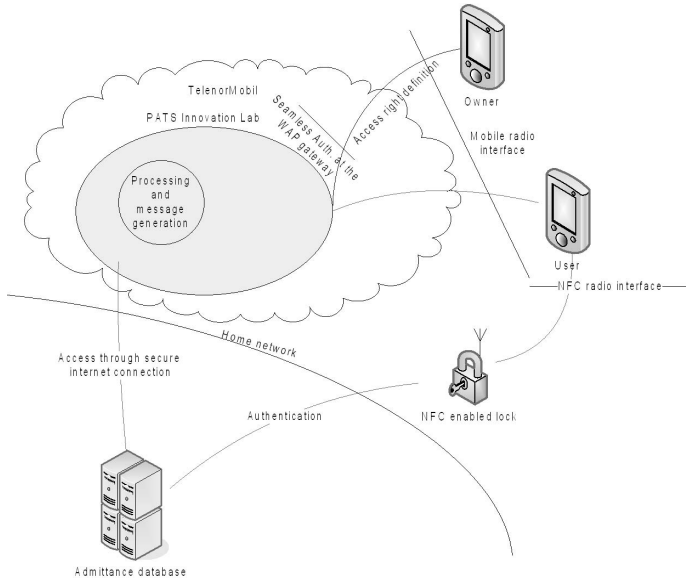 TelenorMobil
PATS Innovation Lab
Processing
and
message
generation
Seamless Auth. at the
WAP gateway
Access right definition
Owner
Mobile radio
interface
User
NFC radio interface
Home network
Access through secure
internet connection
Authentication
NFC enabled lock
Admittance database